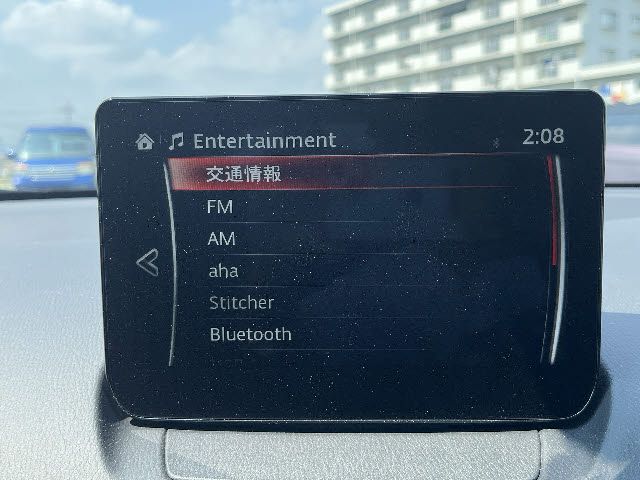 Entertainment 2:08
交通情報
FM
AM
aha
Stitcher
Bluetooth